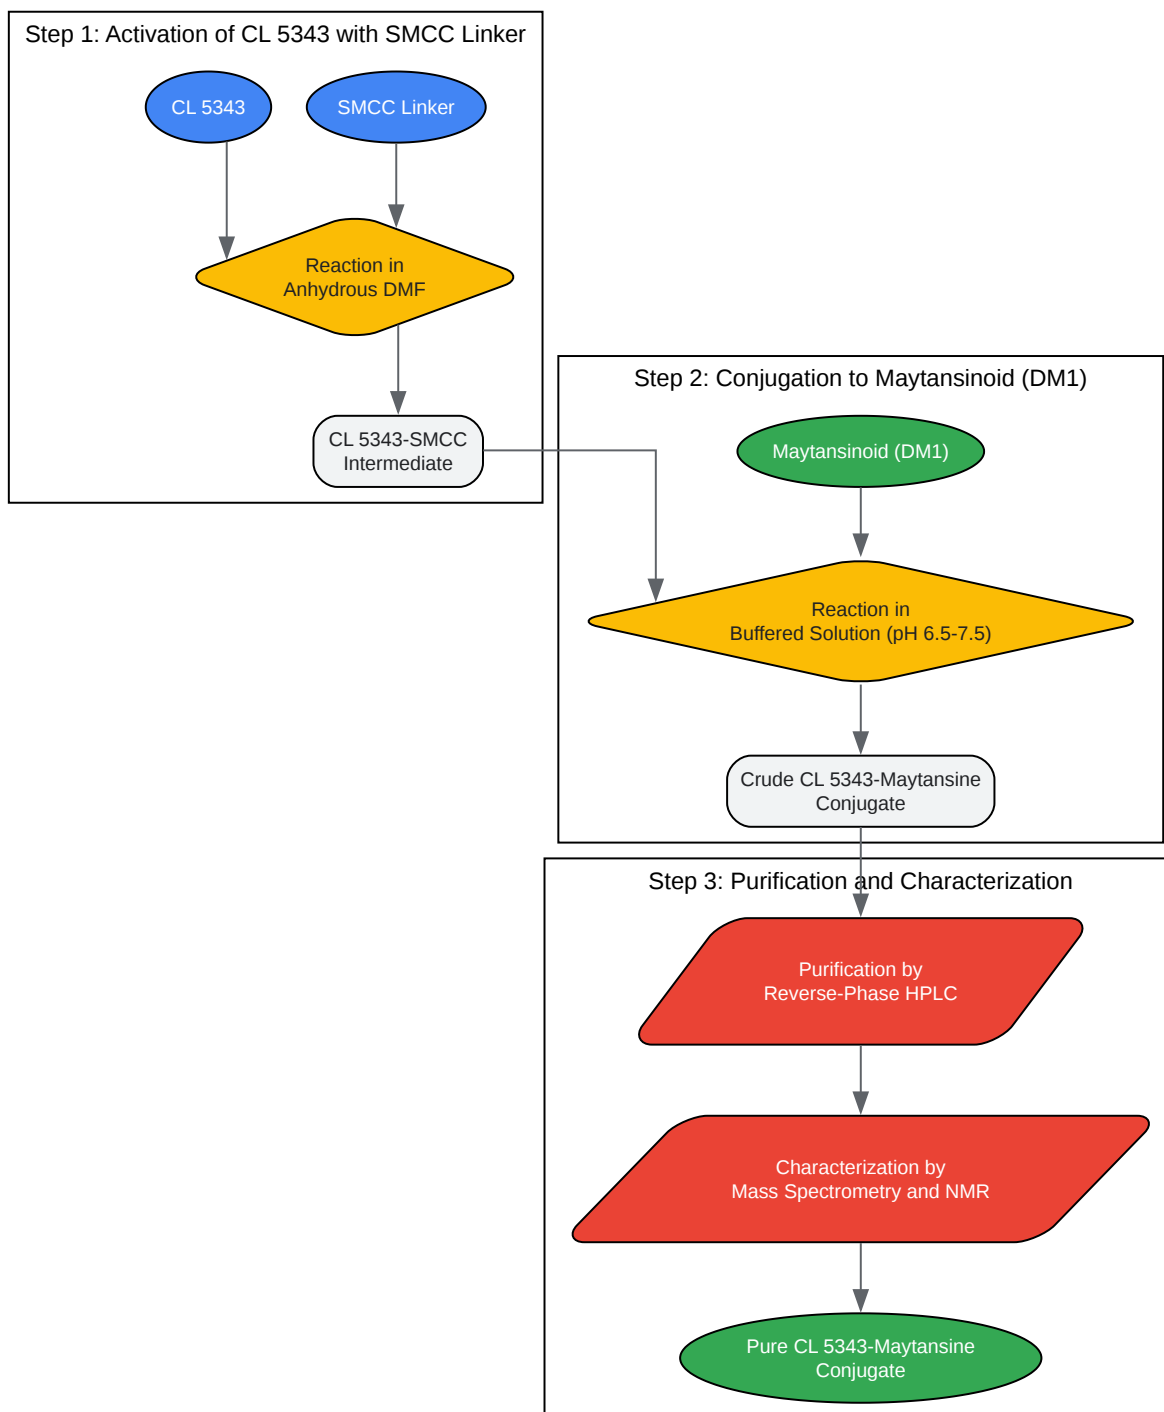 Step 1: Activation of CL 5343 with SMCC Linker
CL 5343
SMCC Linker
Reaction in
Anhydrous DMF
CL 5343-SMCC
Intermediate
Step 2: Conjugation to Maytansinoid (DM1)
Maytansinoid (DM1)
Reaction in
Buffered Solution (pH 6.5-7.5)
Crude CL 5343-Maytansine
Conjugate
Step 3: Purification and Characterization
Purification by
Reverse-Phase HPLC
Characterization by
Mass Spectrometry and NMR
Pure CL 5343-Maytansine
Conjugate